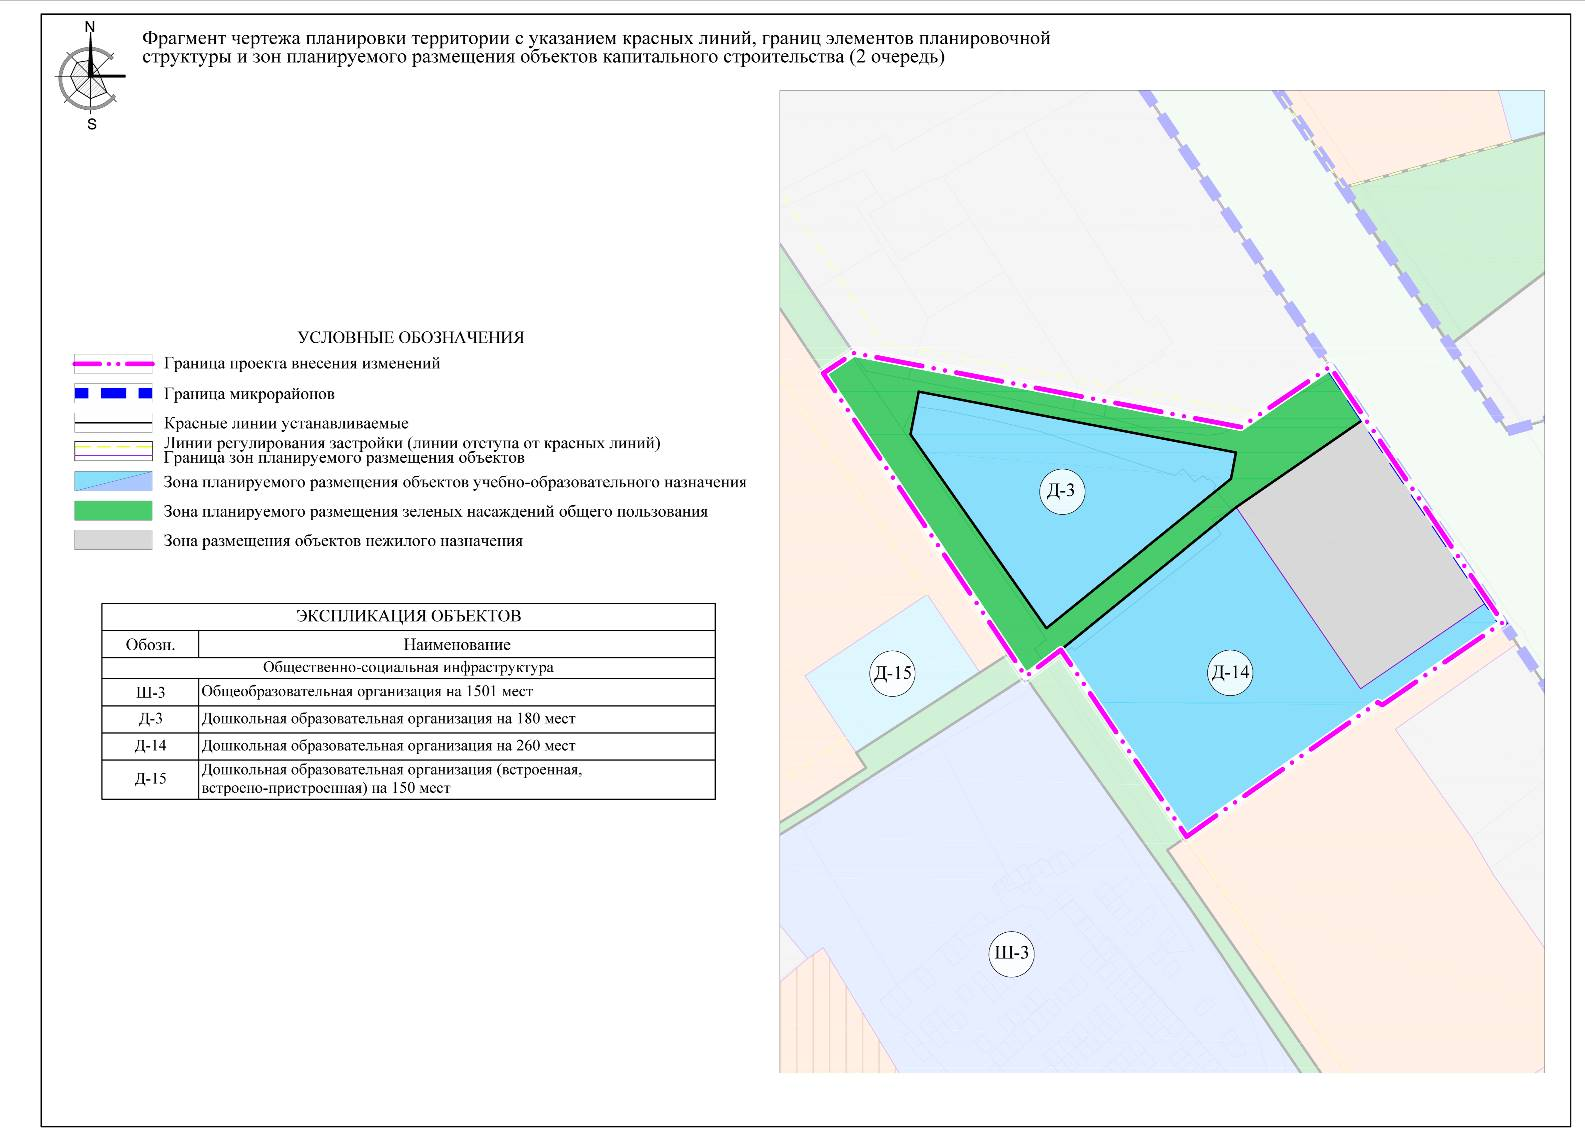 N
S
Фрагмент чертежа планировки территории с указанием красных линий, границ элементов планировочной
структуры и зон планируемого размещения объектов капитального строительства (2 очередь)
УСЛОВНЫЕ ОБОЗНАЧЕНИЯ
Граница проекта внесения изменений
Граница микрорайонов
Красные линии устанавливаемые
Линии регулирования застройки (линии отступа от красных линий)
Граница зон планируемого размещения объектов
Зона планируемого размещения объектов учебно-образовательного назначения
Зона планируемого размещения зеленых насаждений общего пользования
Зона размещения объектов нежилого назначения
ЭКСПЛИКАЦИЯ ОБЪЕКТОВ
Обозн. Наименование
Общественно-социальная инфраструктура
Ш-3 Общеобразовательная организация на 1501 мест
Д-3 Дошкольная образовательная организация на 180 мест
Д-14 Дошкольная образовательная организация на 260 мест
Д-15 Дошкольная образовательная организация (встроенная,
встроено-пристроенная) на 150 мест
Д-3
Д-15
Д-14
Ш-3